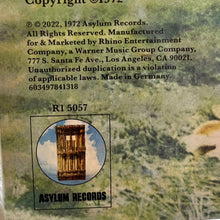 Copyright ©1972
℗ © 2022, 1972 Asylum Records.
All Rights Reserved. Manufactured
for & Marketed by Rhino Entertainment
Company, a Warner Music Group Company,
777 S. Santa Fe Ave., Los Angeles, CA 90021.
Unauthorized duplication is a violation
of applicable laws. Made in Germany.
603497841318
R1 5057
ASYLUM RECORDS